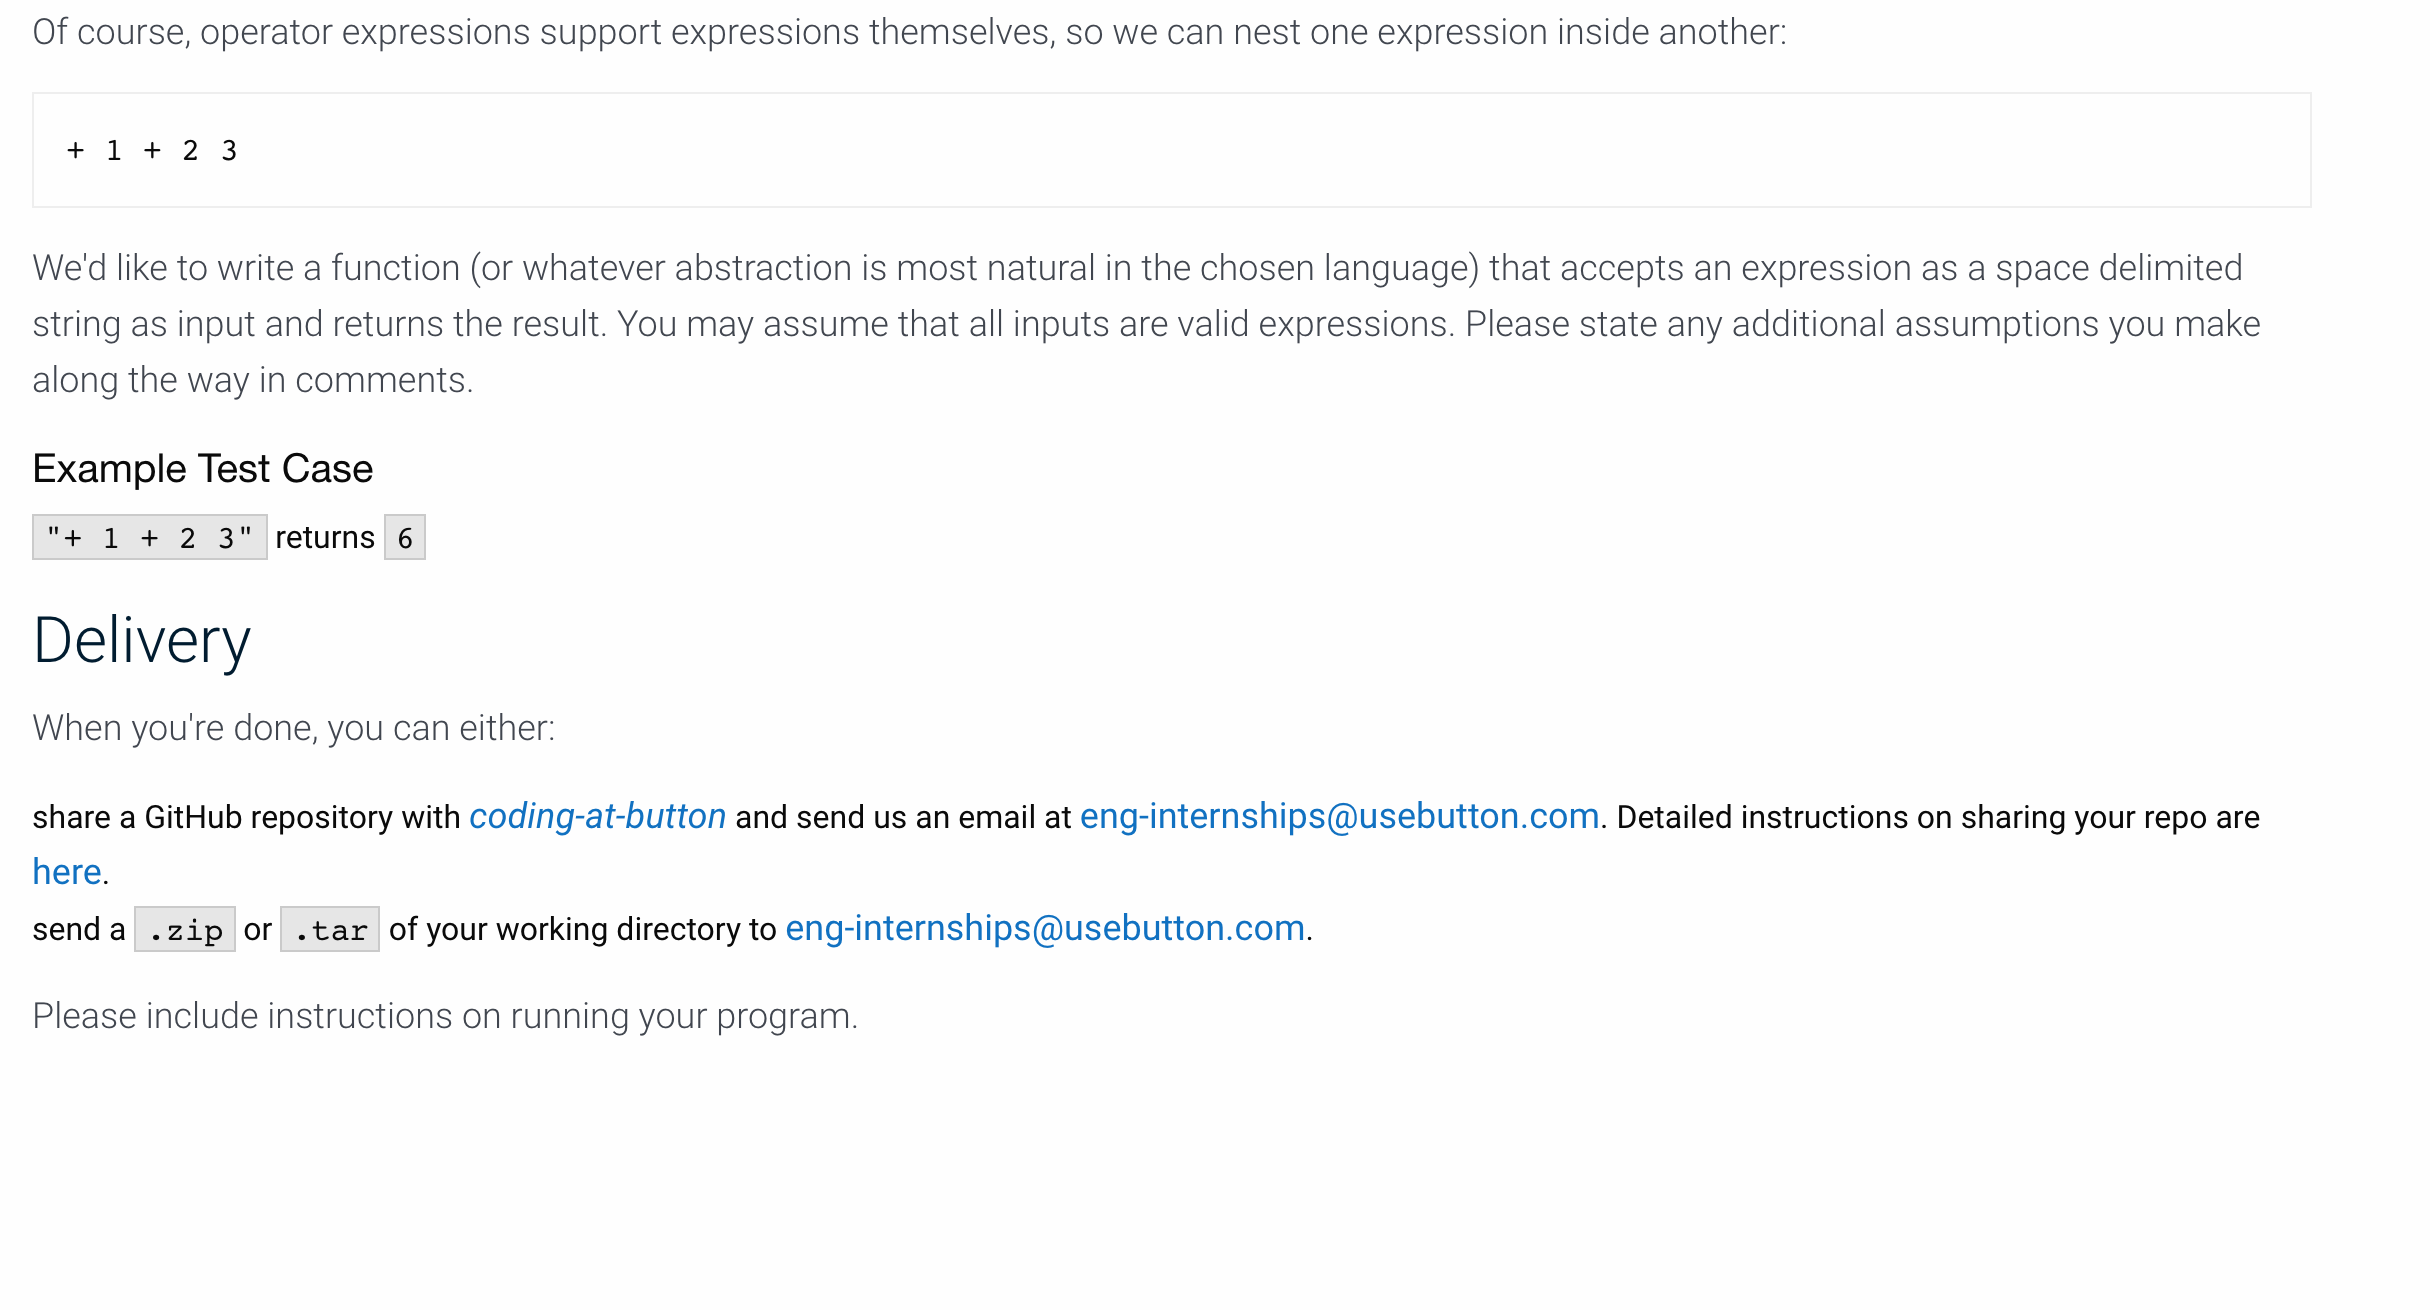 Of course, operator expressions support expressions themselves, so we can nest one expression inside another:
+ 1 + 2 3
We'd like to write a function (or whatever abstraction is most natural in the chosen language) that accepts an expression as a space delimited
string as input and returns the result. You may assume that all inputs are valid expressions. Please state any additional assumptions you make
along the way in comments.
Example Test Case
"+ 1 + 2 3" returns 6
Delivery
When you're done, you can either:
share a GitHub repository with coding-at-button and send us an email at eng-internships@usebutton.com. Detailed instructions on sharing your repo are
here.
send a .zip or .tar of your working directory to eng-internships@usebutton.com.
Please include instructions on running your program.